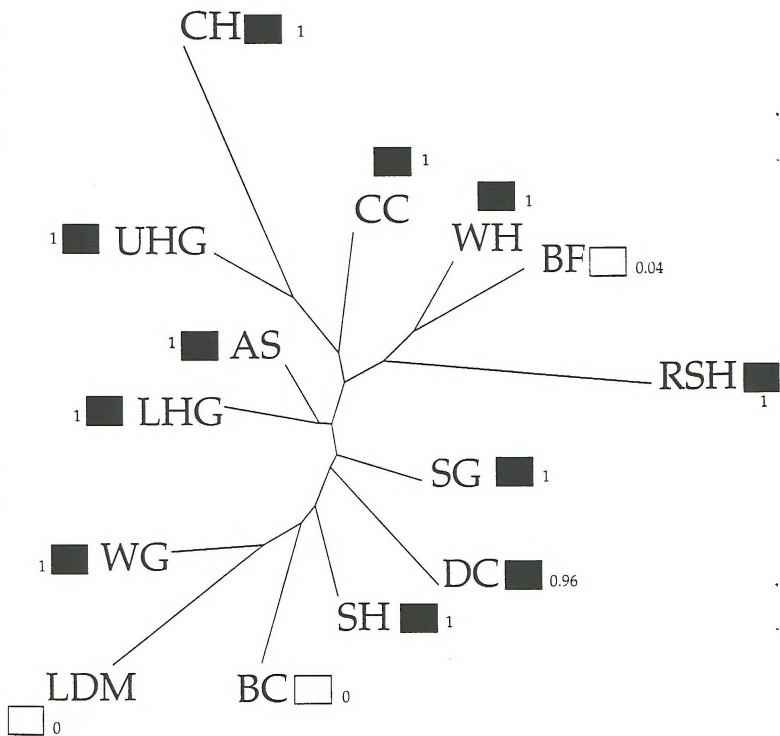 CH 1
1
CC
1
WH
1 UHG
BF 0.04
1 AS
RSH
1
1 LHG
SG 1
1 WG
DC 0.96
SH 1
LDM
BC 0
0